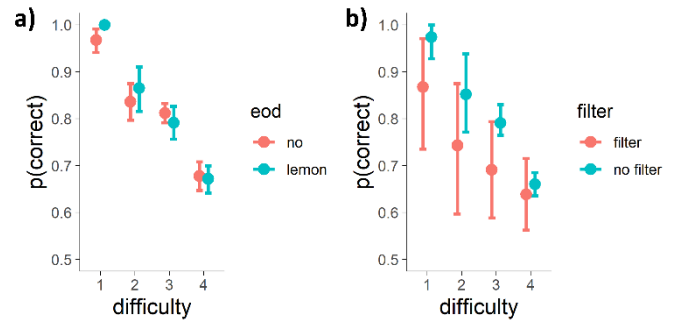 a)
p(correct)
1.0
0.9
0.8
0.7
0.6
0.5
1 2 3 4
difficulty
eod
no
lemon
b)
p(correct)
1.0
0.9
0.8
0.7
0.6
0.5
1 2 3 4
difficulty
filter
filter
no filter